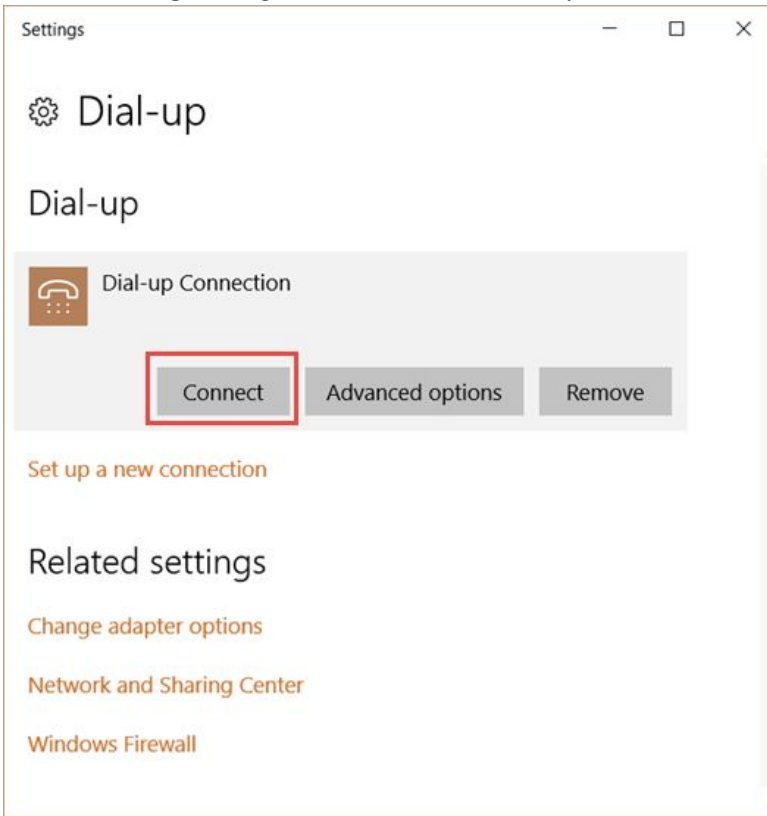 Settings
Dial-up
Dial-up
Dial-up Connection
Connect Advanced options Remove
Set up a new connection
Related settings
Change adapter options
Network and Sharing Center
Windows Firewall